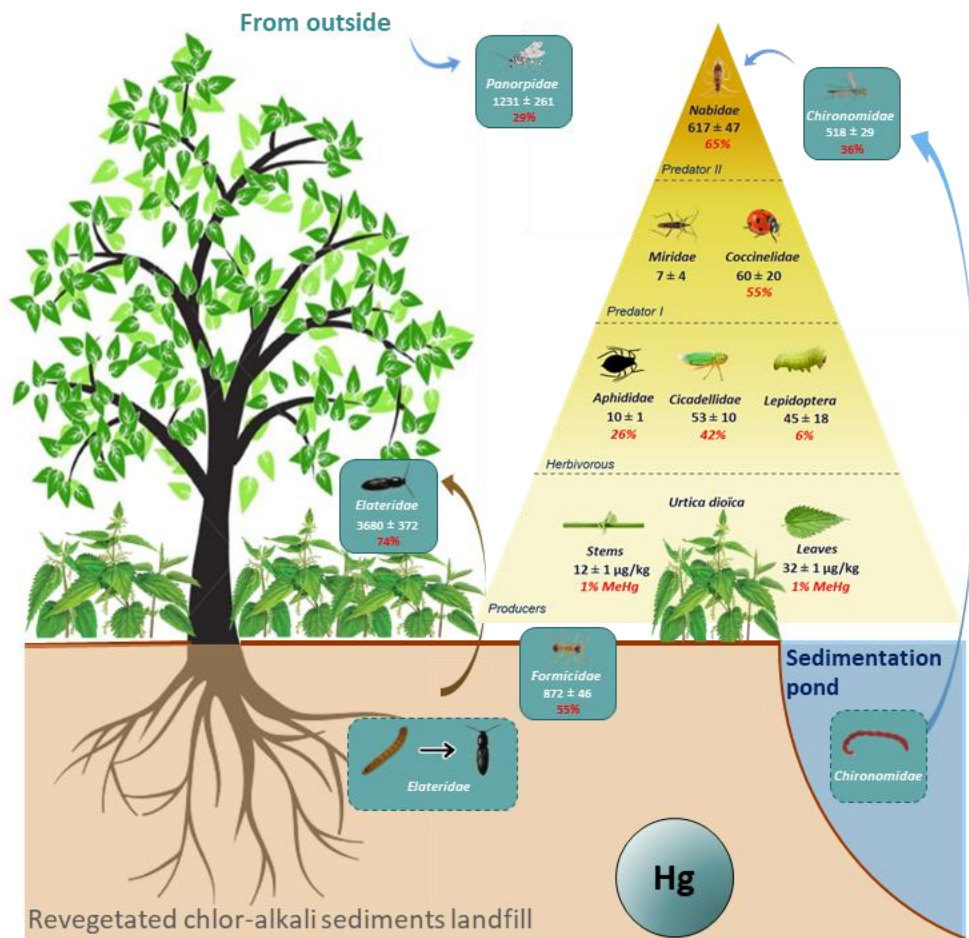 From outside
Panorpidae
1231 ± 261
29%
Nabidae
617 ± 47
65%
Predator II
Chironomidae
518 ± 29
36%
Miridae
7 ± 4
Coccinelidae
60 ± 20
55%
Predator I
Aphididae
10 ± 1
26%
Cicadellidae
53 ± 10
42%
Lepidoptera
45 ± 18
6%
Herbivorous
Elateridae
3680 ± 372
74%
Urtica dioïca
Stems
12 ± 1 µg/kg
1% MeHg
Leaves
32 ± 1 µg/kg
1% MeHg
Producers
Formicidae
872 ± 46
55%
Sedimentation
pond
Elateridae
Chironomidae
Hg
Revegetated chlor-alkali sediments landfill